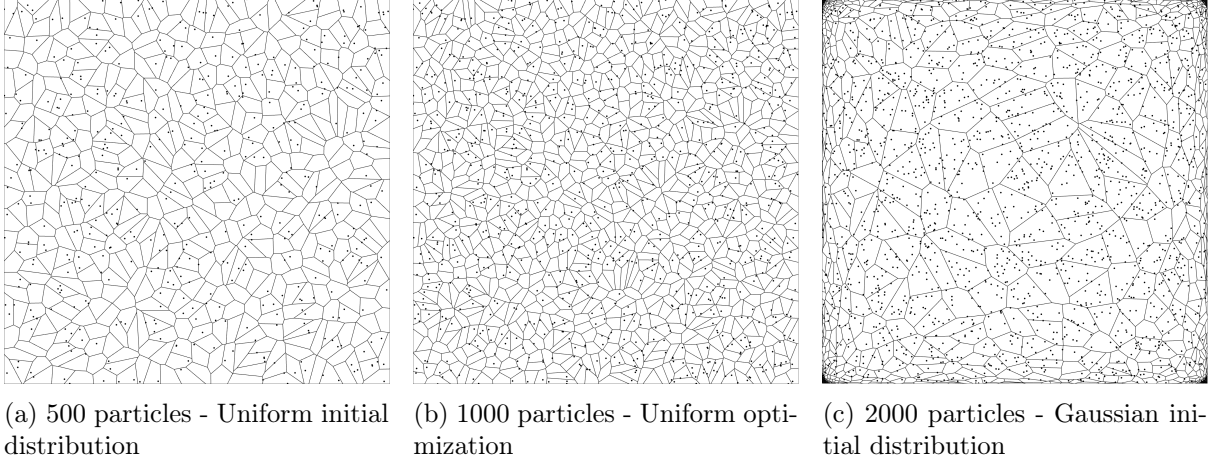 (a) 500 particles - Uniform initial
distribution
(b) 1000 particles - Uniform opti-
mization
(c) 2000 particles - Gaussian ini-
tial distribution